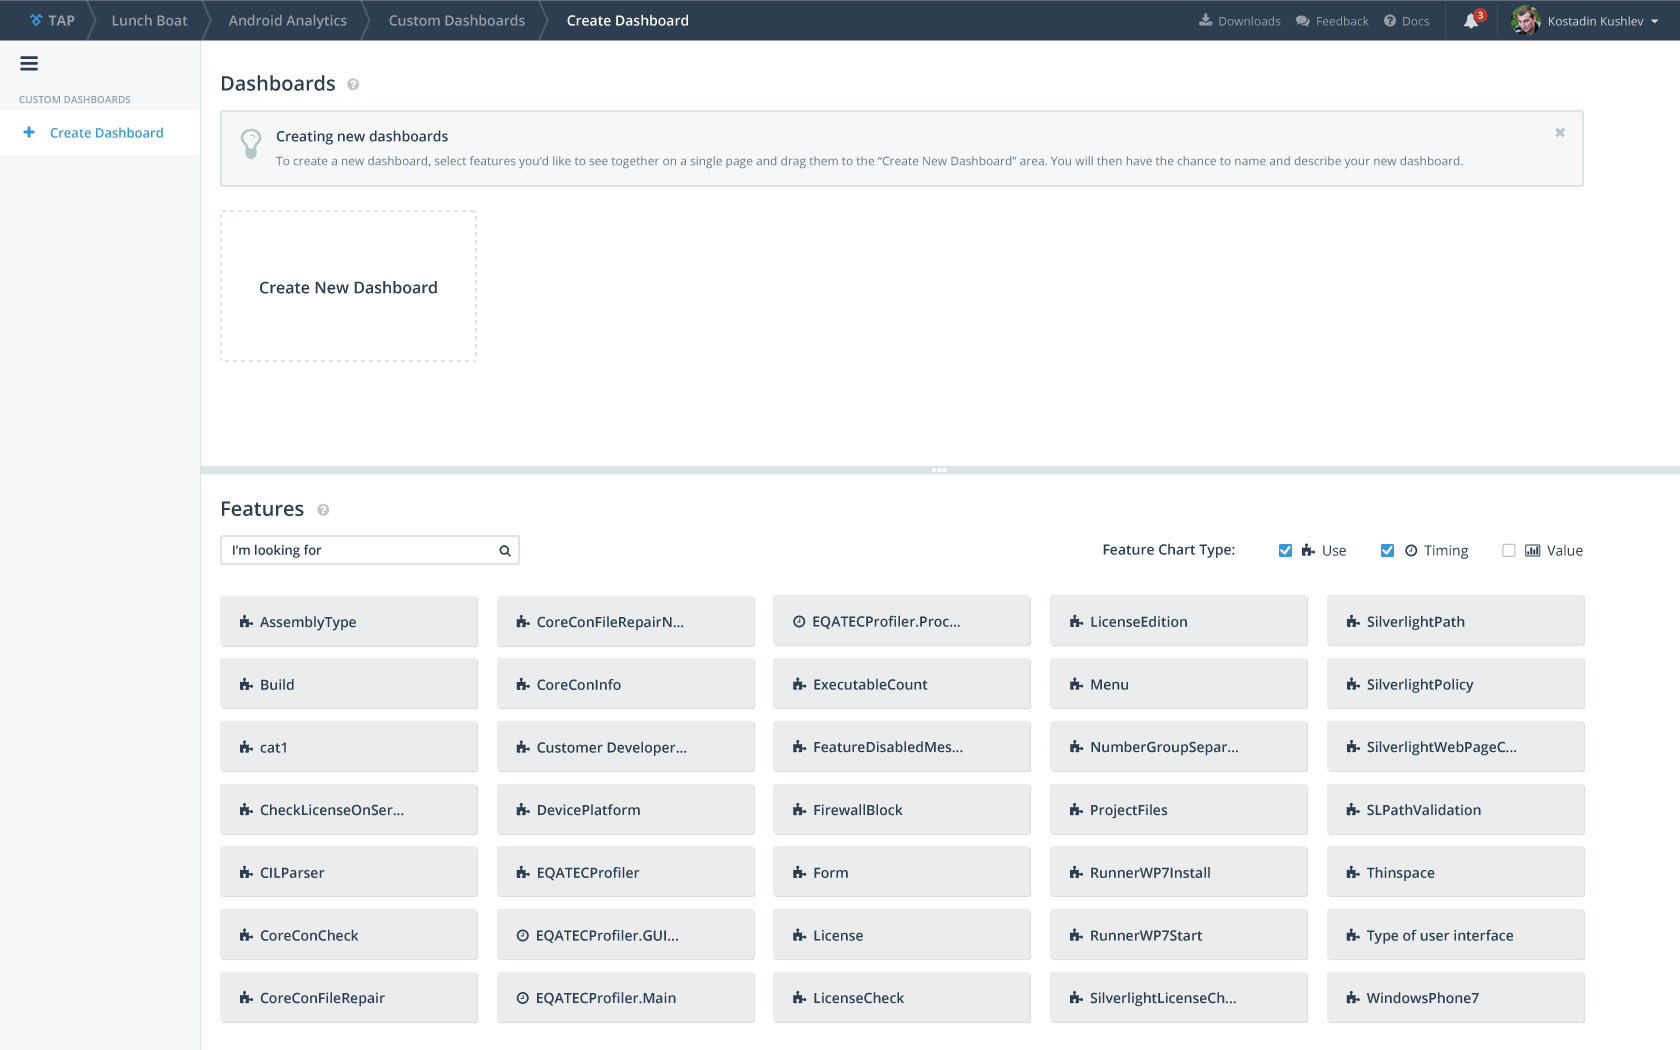 TAP Lunch Boat Android Analytics Custom Dashboards Create Dashboard Downloads Feedback Docs 3 Kostadin Kushlev
CUSTOM DASHBOARDS
Create Dashboard
Dashboards ?
Creating new dashboards
To create a new dashboard, select features you’d like to see together on a single page and drag them to the “Create New Dashboard” area. You will then have the chance to name and describe your new dashboard.
Create New Dashboard
Features ?
I’m looking for
Feature Chart Type: Use Timing Value
AssemblyType CoreConFileRepairN... EQATECProfiler.Proc... LicenseEdition SilverlightPath
Build CoreConInfo ExecutableCount Menu SilverlightPolicy
cat1 Customer Developer... FeatureDisabledMes... NumberGroupSepar... SilverlightWebPageC...
CheckLicenseOnSer... DevicePlatform FirewallBlock ProjectFiles SLPathValidation
CILParser EQATECProfiler Form RunnerWP7Install Thinspace
CoreConCheck EQATECProfiler.GUI... License RunnerWP7Start Type of user interface
CoreConFileRepair EQATECProfiler.Main LicenseCheck SilverlightLicenseCh... WindowsPhone7